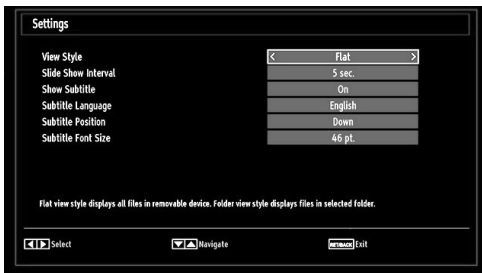 Settings
View Style < Flat >
Slide Show Interval 5 sec.
Show Subtitle On
Subtitle Language English
Subtitle Position Down
Subtitle Font Size 46 pt.
Flat view style displays all files in removable device. Folder view style displays files in selected folder.
◀▶ Select ▼▲ Navigate RET/BACK Exit